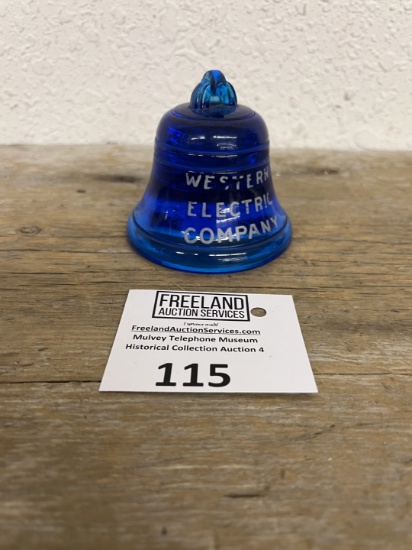 WESTERN
ELECTRIC
COMPANY
FREELAND
AUCTION SERVICES
FreelandAuctionServices.com
Mulvey Telephone Museum
Historical Collection Auction 4
115